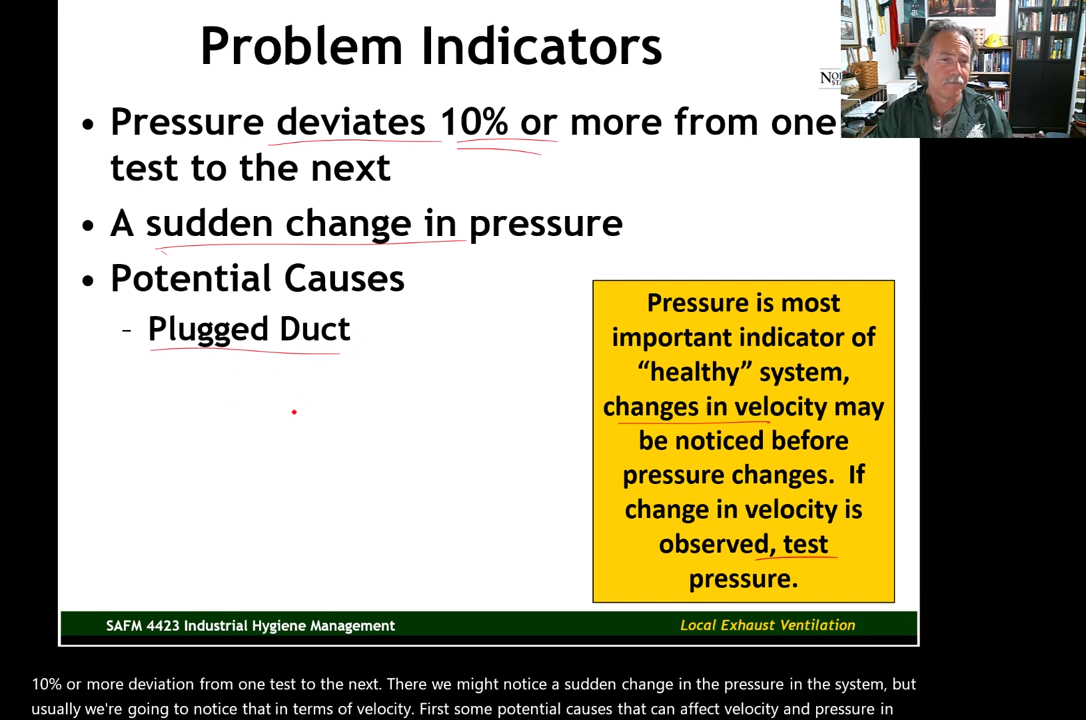 Problem Indicators
• Pressure deviates 10% or more from one
test to the next
• A sudden change in pressure
• Potential Causes
– Plugged Duct
Pressure is most
important indicator of
“healthy” system,
changes in velocity may
be noticed before
pressure changes. If
change in velocity is
observed, test
pressure.
SAFM 4423 Industrial Hygiene Management
Local Exhaust Ventilation
10% or more deviation from one test to the next. There we might notice a sudden change in the pressure in the system, but
usually we're going to notice that in terms of velocity. First some potential causes that can affect velocity and pressure in